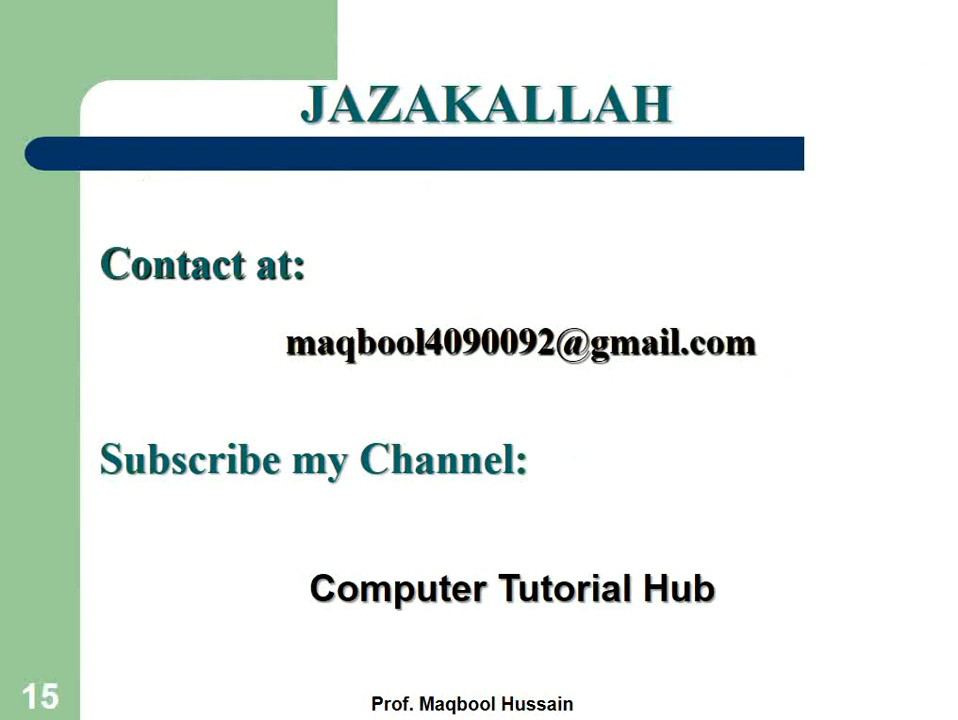 JAZAKALLAH
Contact at:
maqbool4090092@gmail.com
Subscribe my Channel:
Computer Tutorial Hub
15
Prof. Maqbool Hussain